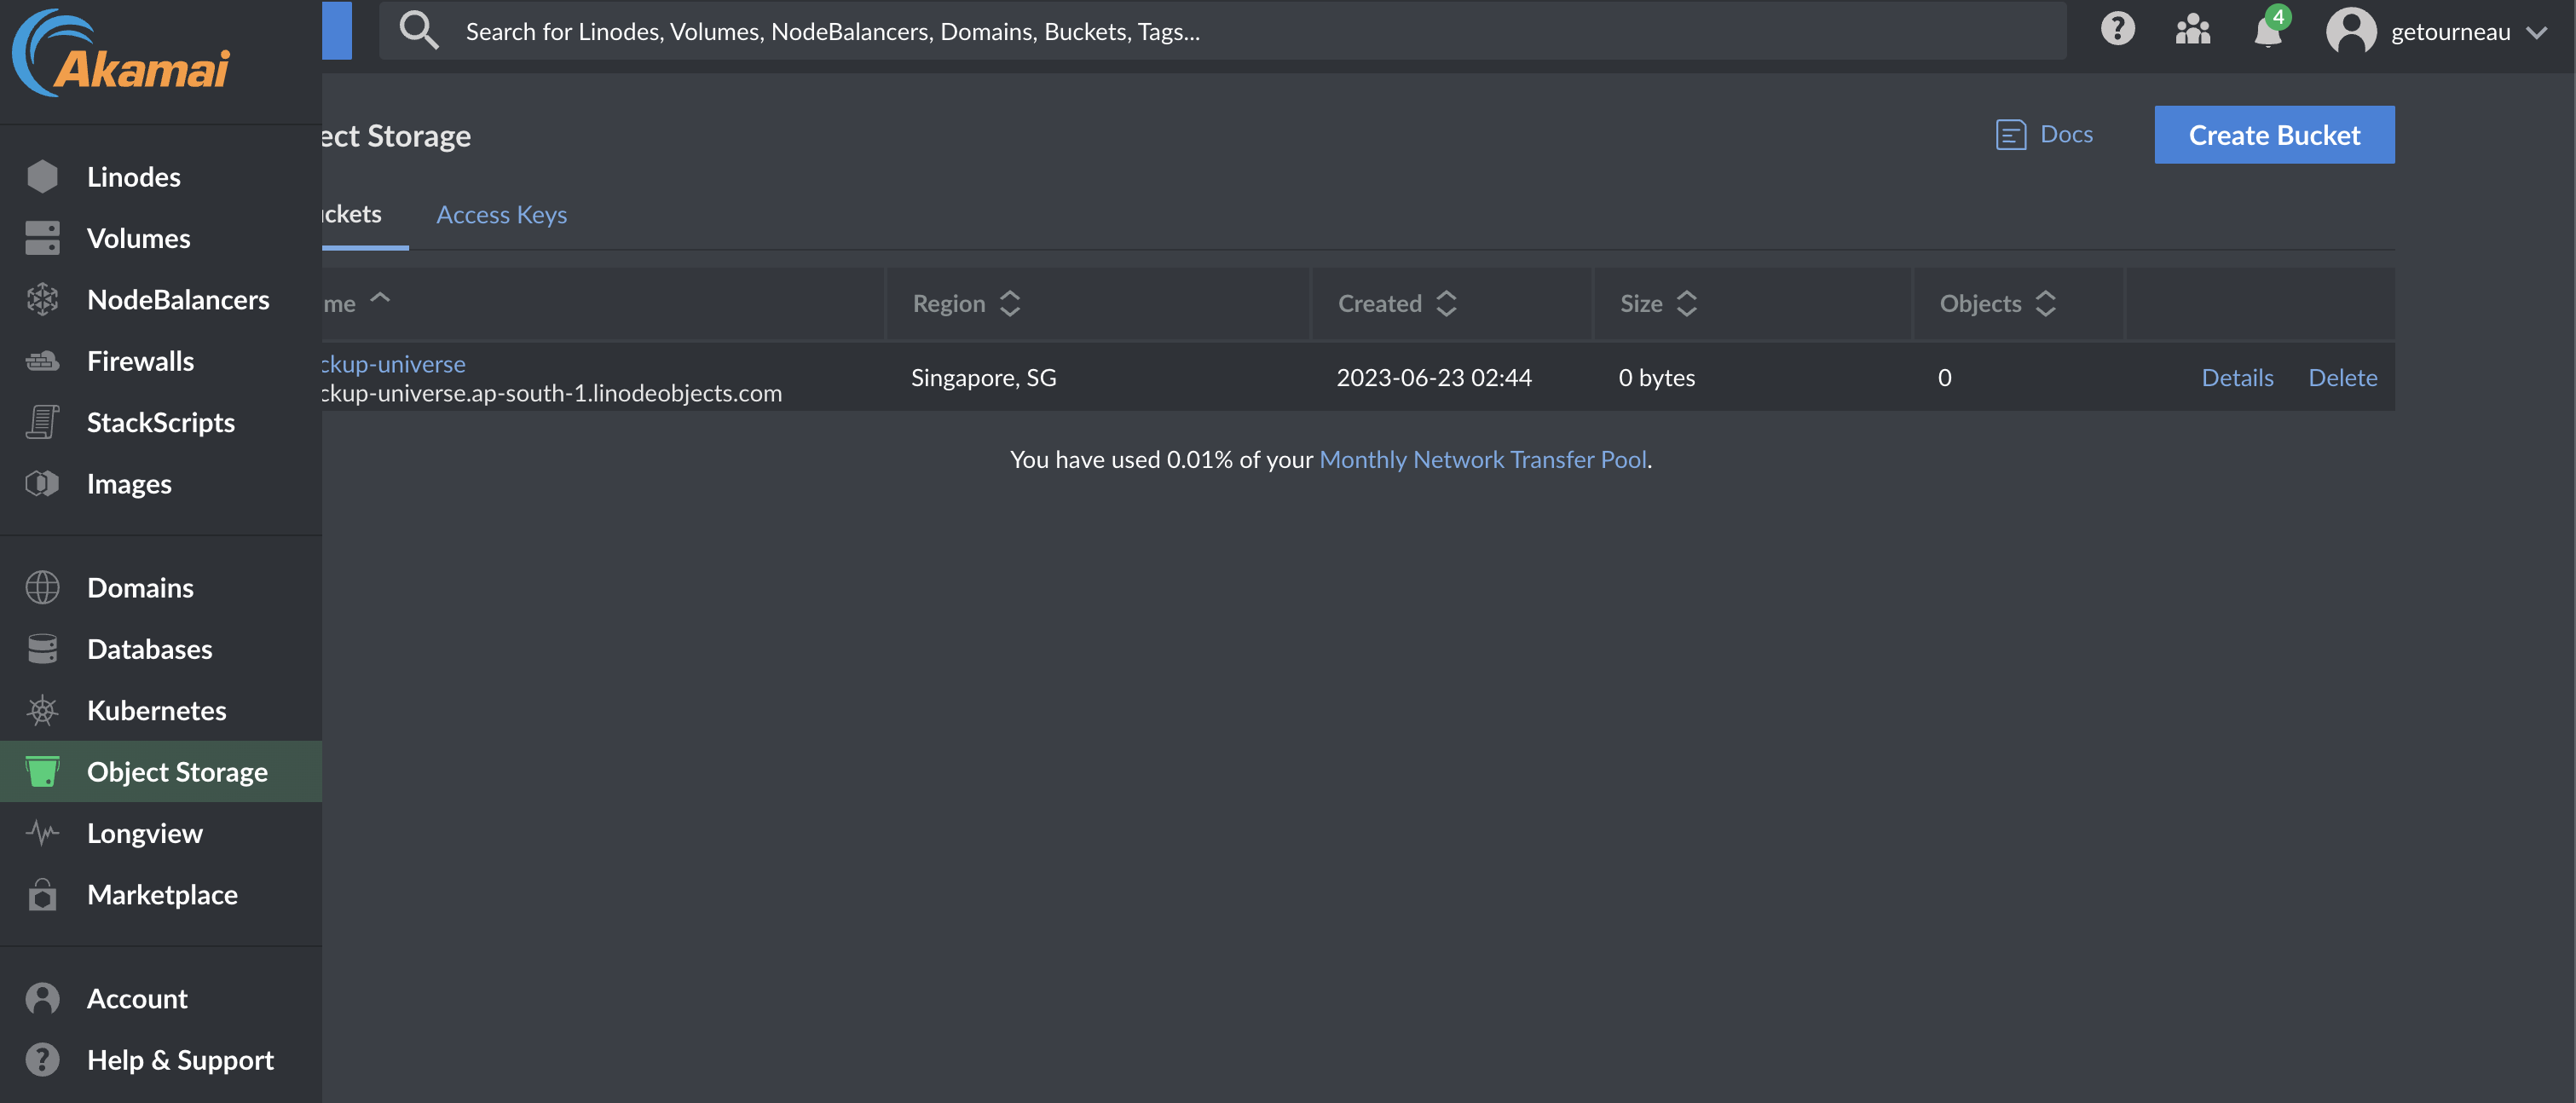 Akamai
Search for Linodes, Volumes, NodeBalancers, Domains, Buckets, Tags...
4
getourneau
Linodes
Volumes
NodeBalancers
Firewalls
StackScripts
Images
Domains
Databases
Kubernetes
Object Storage
Longview
Marketplace
Account
Help & Support
ect Storage
Docs
Create Bucket
ckets
Access Keys
me
Region
Created
Size
Objects
ckup-universe
ckup-universe.ap-south-1.linodeobjects.com
Singapore, SG
2023-06-23 02:44
0 bytes
0
Details
Delete
You have used 0.01% of your Monthly Network Transfer Pool.